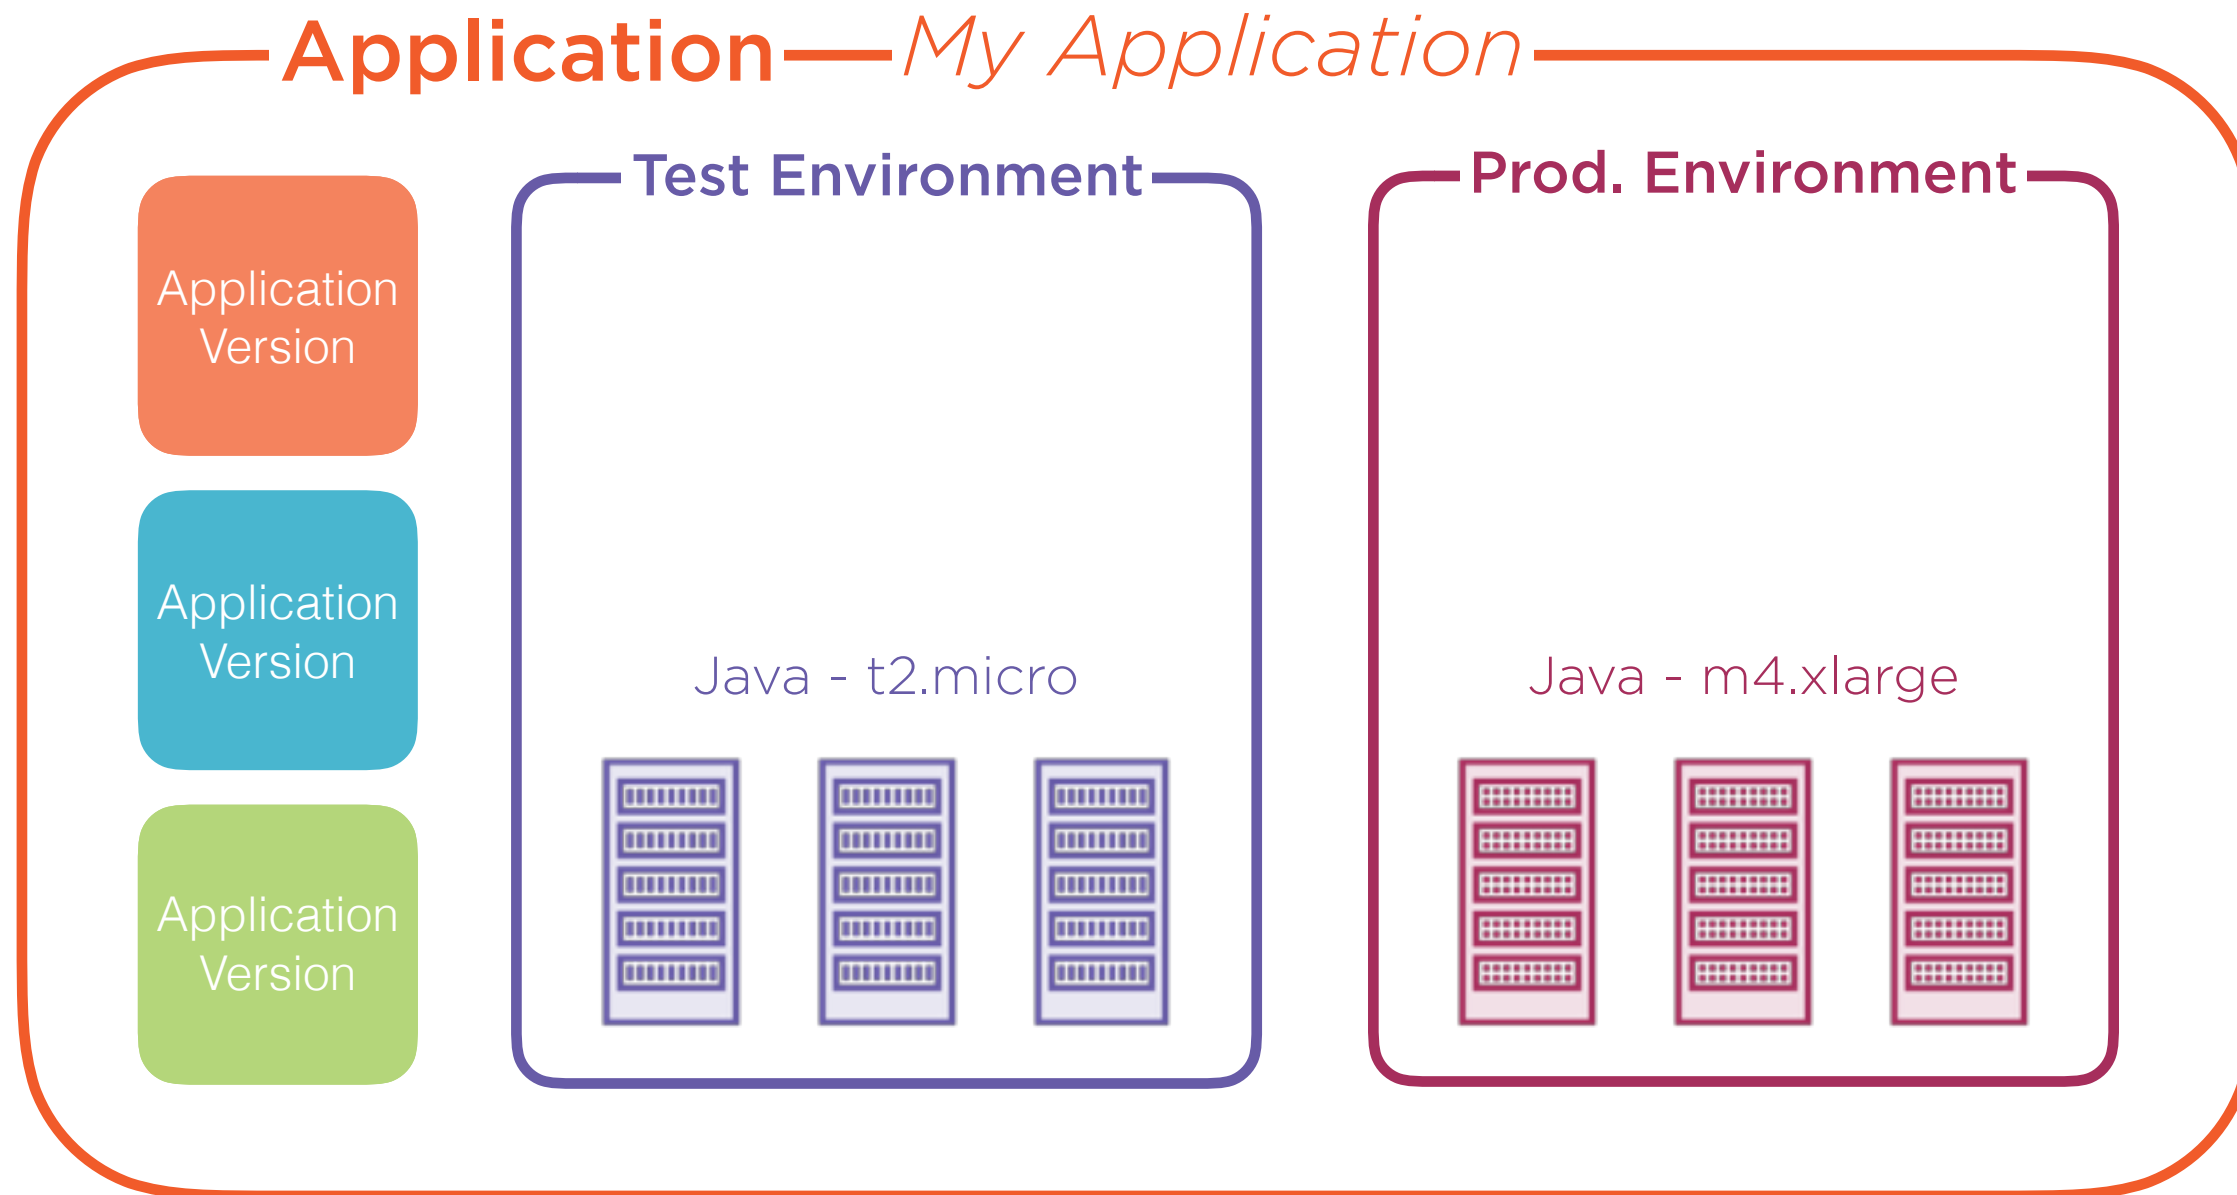 Application My Application
Test Environment
Prod. Environment
Application
Version
Application
Version
Application
Version
Java - t2.micro
Java - m4.xlarge